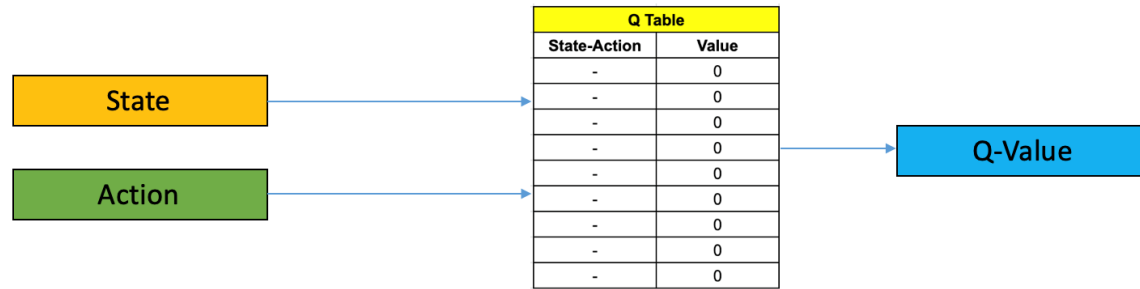 Q Table
State-Action Value
- 0
- 0
- 0
- 0
- 0
- 0
- 0
- 0
- 0
State
Action
Q-Value